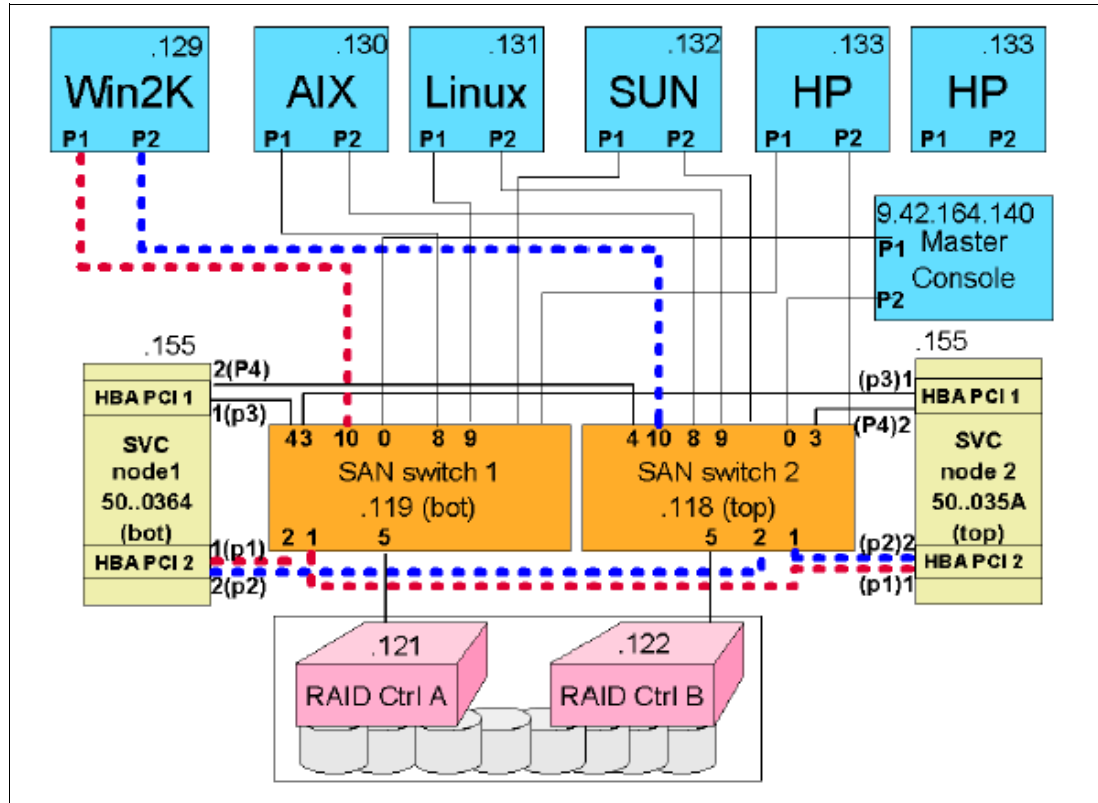 .129
Win2K
P1 P2
.130
AIX
P1 P2
.131
Linux
P1 P2
.132
SUN
P1 P2
.133
HP
P1 P2
.133
HP
P1 P2
9.42.164.140
P1 Master
Console
P2
.155
2(P4)
HBA PCI 1
1(p3)
SVC
node1
50..0364
(bot)
1(p1)
HBA PCI 2
2(p2)
4 3 10 0 8 9
SAN switch 1
.119 (bot)
2 1 5
4 10 8 9 0 3
SAN switch 2
.118 (top)
5 2 1
.155
(p3)1
HBA PCI 1
(P4)2
SVC
node 2
50..035A
(top)
(p2)2
HBA PCI 2
(p1)1
.121
RAID Ctrl A
.122
RAID Ctrl B